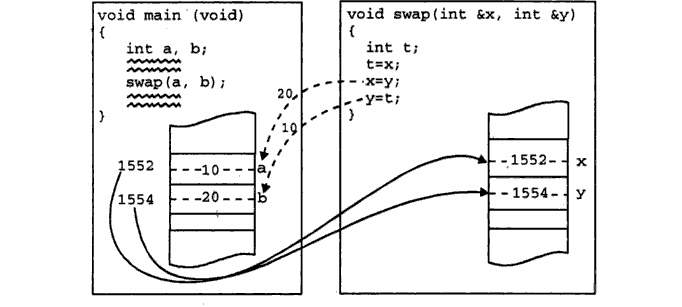 void main (void)
{
int a, b;
swap(a, b);
}
1552
1554
10
20
a
b
20
10
void swap(int &x, int &y)
{
int t;
t=x;
x=y;
y=t;
}
1552
x
1554
y